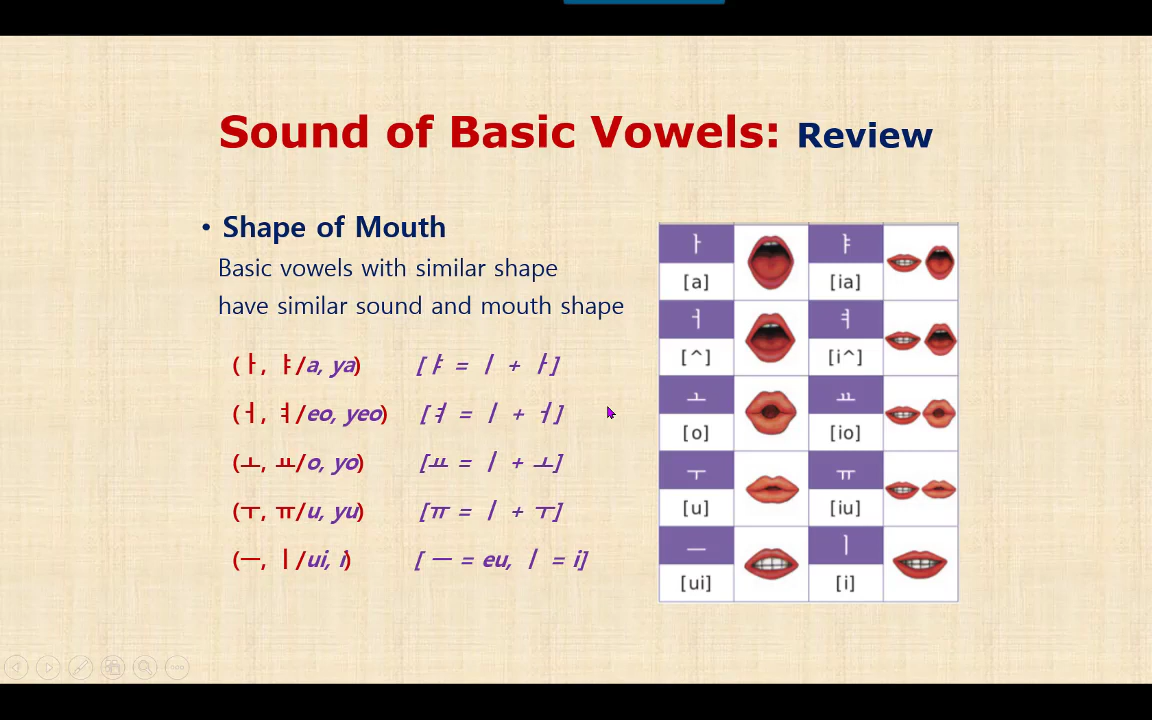 Sound of Basic Vowels: Review
• Shape of Mouth
Basic vowels with similar shape
have similar sound and mouth shape
(ㅏ, ㅑ/a, ya) [ㅑ = ㅣ + ㅏ]
(ㅓ, ㅕ/eo, yeo) [ㅕ = ㅣ + ㅓ]
(ㅗ, ㅛ/o, yo) [ㅛ = ㅣ + ㅗ]
(ㅜ, ㅠ/u, yu) [ㅠ = ㅣ + ㅜ]
(ㅡ, ㅣ/ui, i) [ ㅡ = eu, ㅣ = i]
ㅏ ㅑ
[a] [ia]
ㅓ ㅕ
[^] [i^]
ㅗ ㅛ
[o] [io]
ㅜ ㅠ
[u] [iu]
ㅡ ㅣ
[ui] [i]